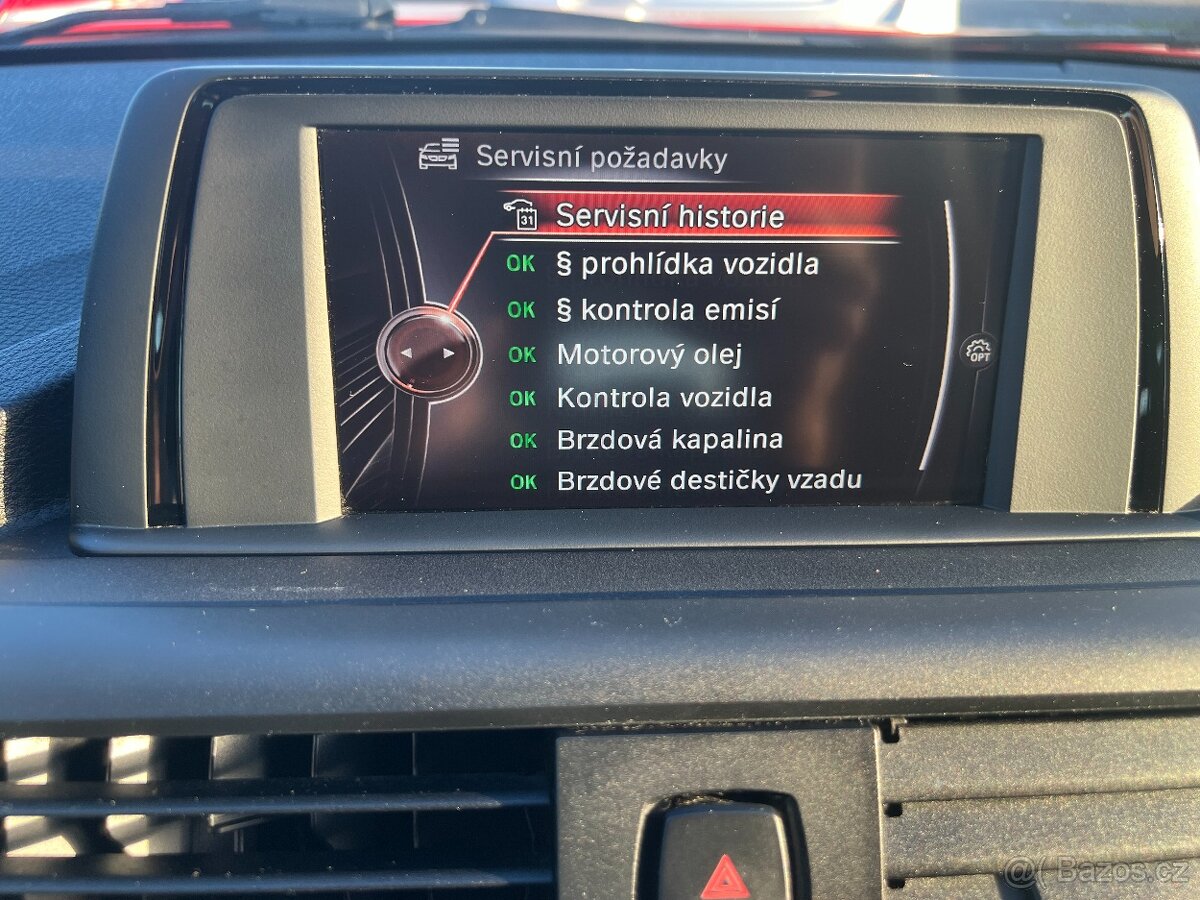 Servisní požadavky
31 Servisní historie
OK § prohlídka vozidla
OK § kontrola emisí
OK Motorový olej
OK Kontrola vozidla
OK Brzdová kapalina
OK Brzdové destičky vzadu
OPT
@( Bazos.cz